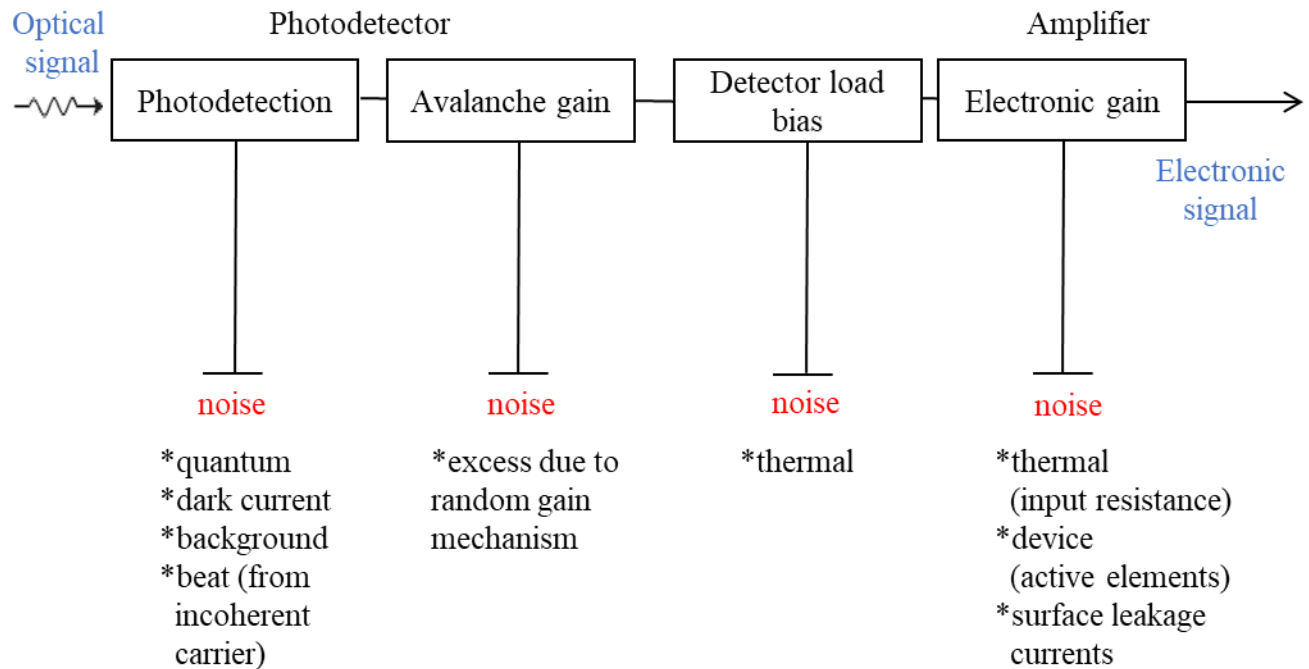 Optical
signal
Photodetector
Amplifier
Photodetection
Avalanche gain
Detector load
bias
Electronic gain
Electronic
signal
noise
*quantum
*dark current
*background
*beat (from
incoherent
carrier)
noise
*excess due to
random gain
mechanism
noise
*thermal
noise
*thermal
(input resistance)
*device
(active elements)
*surface leakage
currents